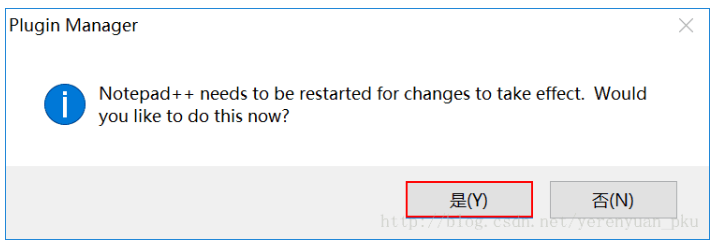 Plugin Manager
Notepad++ needs to be restarted for changes to take effect.  Would
you like to do this now?
是(Y)
否(N)
http://blog.csdn.net/yerenyuan_pku